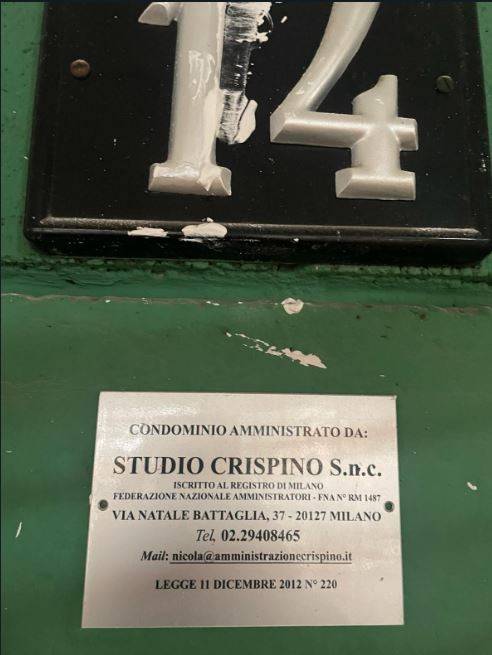 14
CONDOMINIO AMMINISTRATO DA:
STUDIO CRISPINO S.n.c.
ISCRITTO AL REGISTRO DI MILANO
FEDERAZIONE NAZIONALE AMMINISTRATORI - FNA N° RM 1487
VIA NATALE BATTAGLIA, 37 - 20127 MILANO
Tel. 02.29408465
Mail: nicola@amministrazionecrispino.it
LEGGE 11 DICEMBRE 2012 N° 220